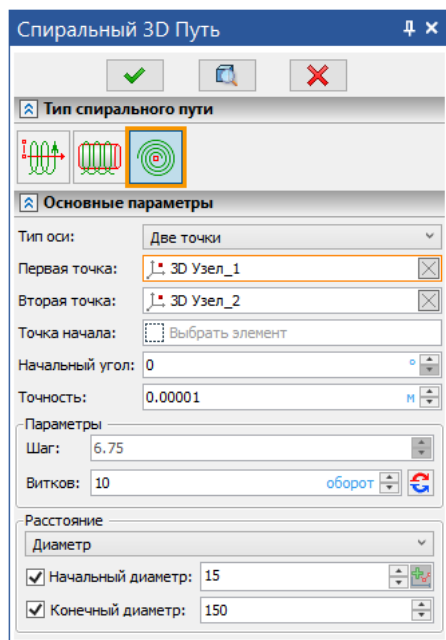 Спиральный 3D Путь
Тип спирального пути
Основные параметры
Тип оси: Две точки
Первая точка: 3D Узел_1
Вторая точка: 3D Узел_2
Точка начала: Выбрать элемент
Начальный угол: 0 °
Точность: 0.00001 м
Параметры
Шаг: 6.75
Витков: 10 оборот
Расстояние
Диаметр
Начальный диаметр: 15
Конечный диаметр: 150